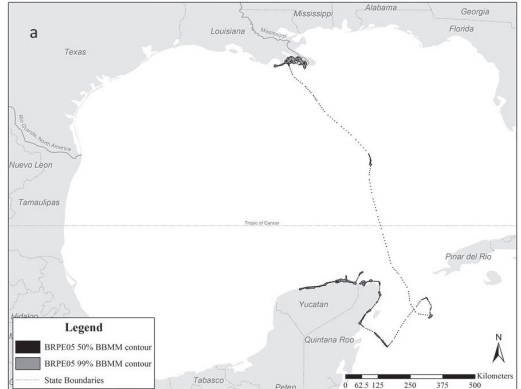 a
Mississippi
Alabama
Georgia
Louisiana
Mississippi
Florida
Texas
Rio Grande, North America
Nuevo Leon
Tamaulipas
Tropic of Cancer
Pinar del Rio
Yucatan
Hidalgo
Quintana Roo
Tabasco
Peten
Legend
BRPE05 50% BBMM contour
BRPE05 99% BBMM contour
State Boundaries
N
Kilometers
0 62.5 125 250 375 500